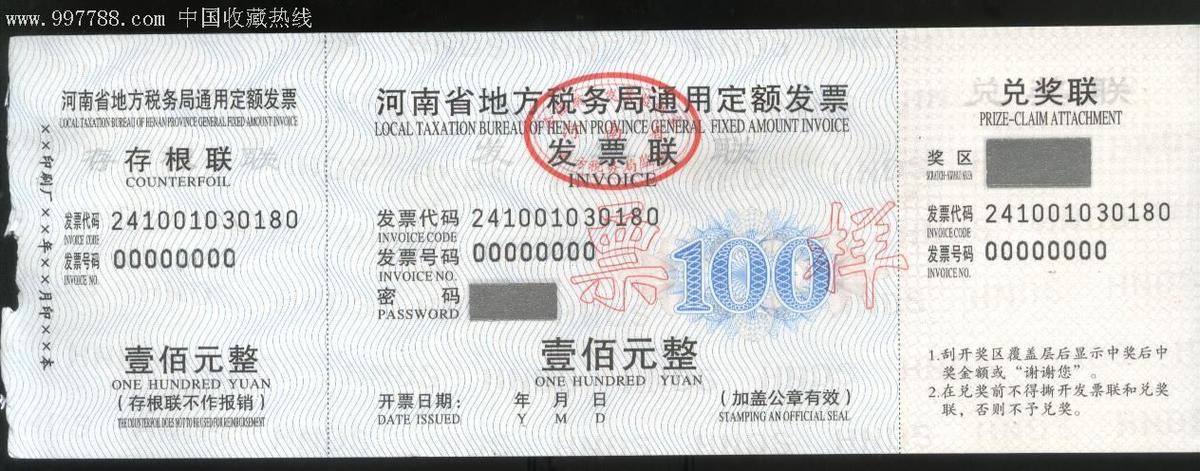 www.997788.com 中国收藏热线
××印刷厂××年××月印××本
河南省地方税务局通用定额发票
LOCAL TAXATION BUREAU OF HENAN PROVINCE GENERAL FIXED AMOUNT INVOICE
存根联
COUNTERFOIL
发票代码 241001030180
INVOICE CODE
发票号码 00000000
INVOICE NO.
壹佰元整
ONE HUNDRED YUAN
(存根联不作报销)
THE COUNTERFOIL DOES NOT TO BE USED FOR REIMBURSEMENT
河南省地方税务局通用定额发票
LOCAL TAXATION BUREAU OF HENAN PROVINCE GENERAL FIXED AMOUNT INVOICE
发票联
INVOICE
发票代码 241001030180
INVOICE CODE
发票号码 00000000
INVOICE NO.
密码
PASSWORD
票样
100
壹佰元整
ONE HUNDRED YUAN
开票日期: 年 月 日
DATE ISSUED Y M D
(加盖公章有效)
STAMPING AN OFFICIAL SEAL
兑奖联
PRIZE-CLAIM ATTACHMENT
奖区
发票代码 241001030180
INVOICE CODE
发票号码 00000000
INVOICE NO.
1.刮开奖区覆盖层后显示中奖后中
奖金额或“谢谢您”。
2.在兑奖前不得撕开发票联和兑奖
联,否则不予兑奖。